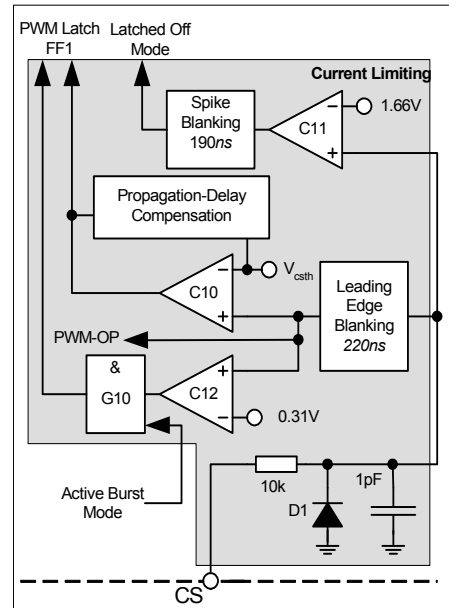 PWM Latch
FF1
Latched Off
Mode
Current Limiting
Spike
Blanking
190ns
C11
1.66V
Propagation-Delay
Compensation
C10
Vcsth
Leading
Edge
Blanking
220ns
PWM-OP
&
G10
C12
0.31V
Active Burst
Mode
10k
D1
1pF
CS